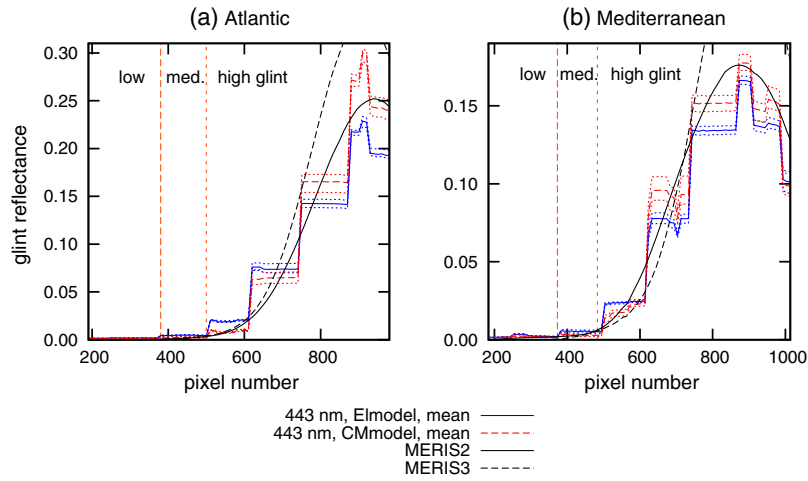 (a) Atlantic
(b) Mediterranean
glint reflectance
0.30
0.25
0.20
0.15
0.10
0.05
0.00
low
med.
high glint
200
400
600
800
pixel number
0.15
0.10
0.05
0.00
low
med.
high glint
200
400
600
800
1000
pixel number
443 nm, EImodel, mean
443 nm, CMmodel, mean
MERIS2
MERIS3